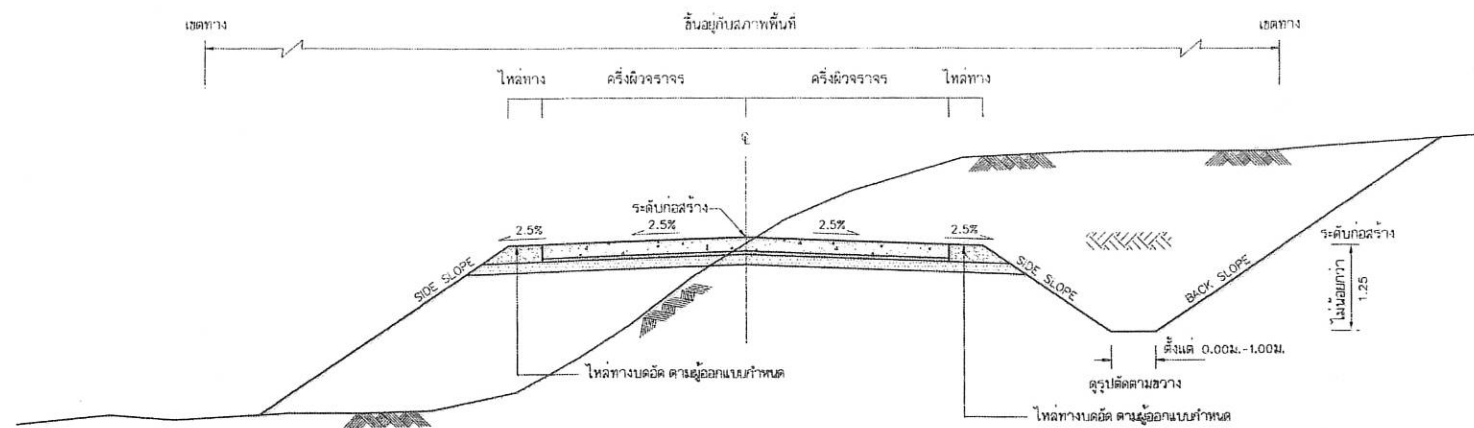 เขตทาง
ขึ้นอยู่กับสภาพพื้นที่
เขตทาง
ไหล่ทาง
ครึ่งผิวจราจร
ครึ่งผิวจราจร
ไหล่ทาง
℄
ระดับก่อสร้าง
2.5%
2.5%
2.5%
2.5%
SIDE SLOPE
SIDE SLOPE
BACK SLOPE
ระดับก่อสร้าง
ไม่น้อยกว่า
1.25
ตั้งแต่ 0.00ม.-1.00ม.
ดูรูปตัดตามขวาง
ไหล่ทางบดอัด ตามผู้ออกแบบกำหนด
ไหล่ทางบดอัด ตามผู้ออกแบบกำหนด